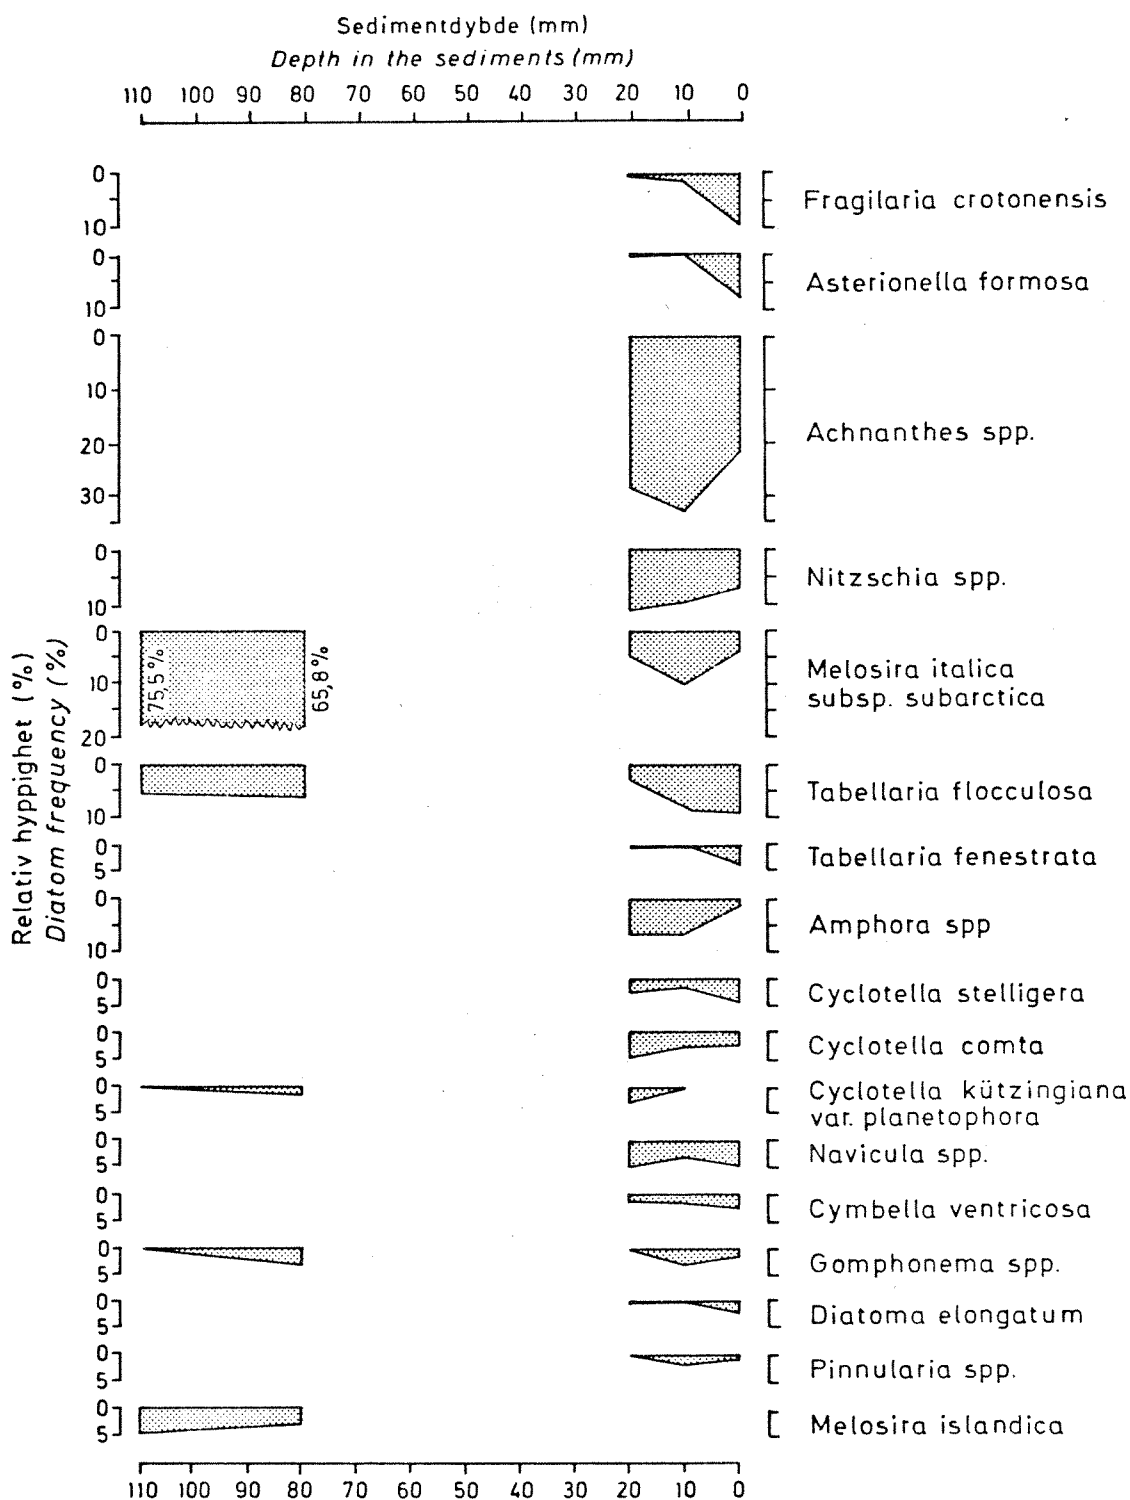 Sedimentdybde (mm)
Depth in the sediments (mm)
110 100 90 80 70 60 50 40 30 20 10 0
Relativ hyppighet (%)
Diatom frequency (%)
0
10
Fragilaria crotonensis
0
10
Asterionella formosa
0
10
20
30
Achnanthes spp.
0
10
Nitzschia spp.
0
10
20
75,5%
65,8%
Melosira italica
subsp. subarctica
0
10
Tabellaria flocculosa
0
5
Tabellaria fenestrata
0
10
Amphora spp
0
5
Cyclotella stelligera
0
5
Cyclotella comta
0
5
Cyclotella kützingiana
var. planetophora
0
5
Navicula spp.
0
5
Cymbella ventricosa
0
5
Gomphonema spp.
0
5
Diatoma elongatum
0
5
Pinnularia spp.
0
5
Melosira islandica
110 100 90 80 70 60 50 40 30 20 10 0